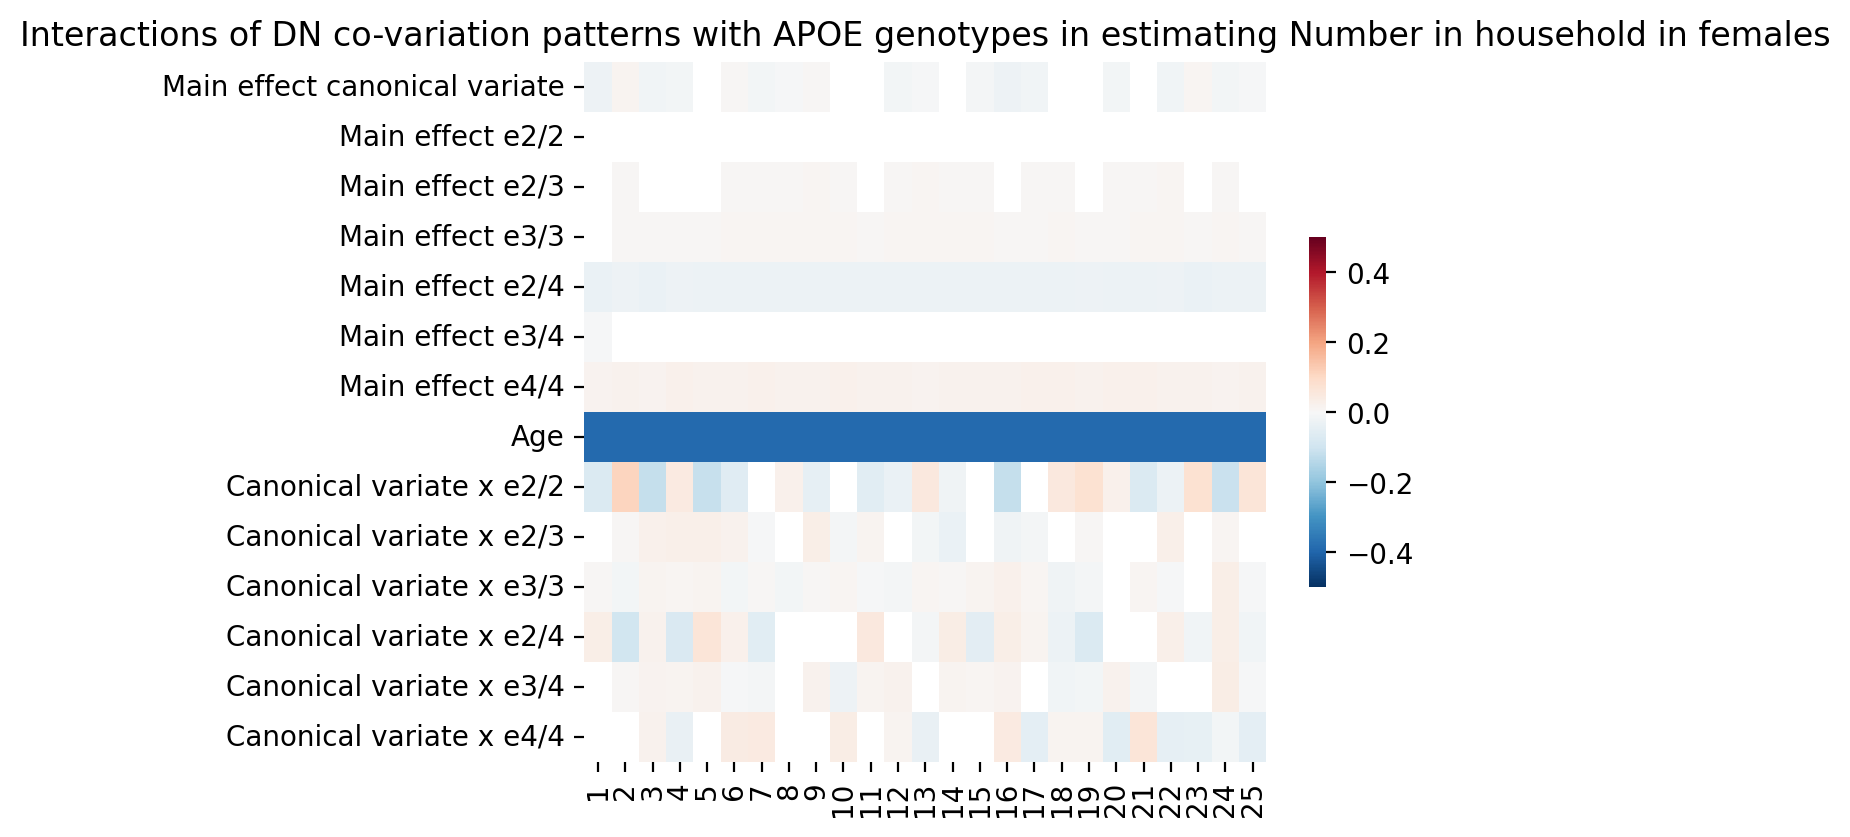 Interactions of DN co-variation patterns with APOE genotypes in estimating Number in household in females
Main effect canonical variate
Main effect e2/2
Main effect e2/3
Main effect e3/3
Main effect e2/4
Main effect e3/4
Main effect e4/4
Age
Canonical variate x e2/2
Canonical variate x e2/3
Canonical variate x e3/3
Canonical variate x e2/4
Canonical variate x e3/4
Canonical variate x e4/4
1 2 3 4 5 6 7 8 9 10 11 12 13 14 15 16 17 18 19 20 21 22 23 24 25
0.4
0.2
0.0
−0.2
−0.4